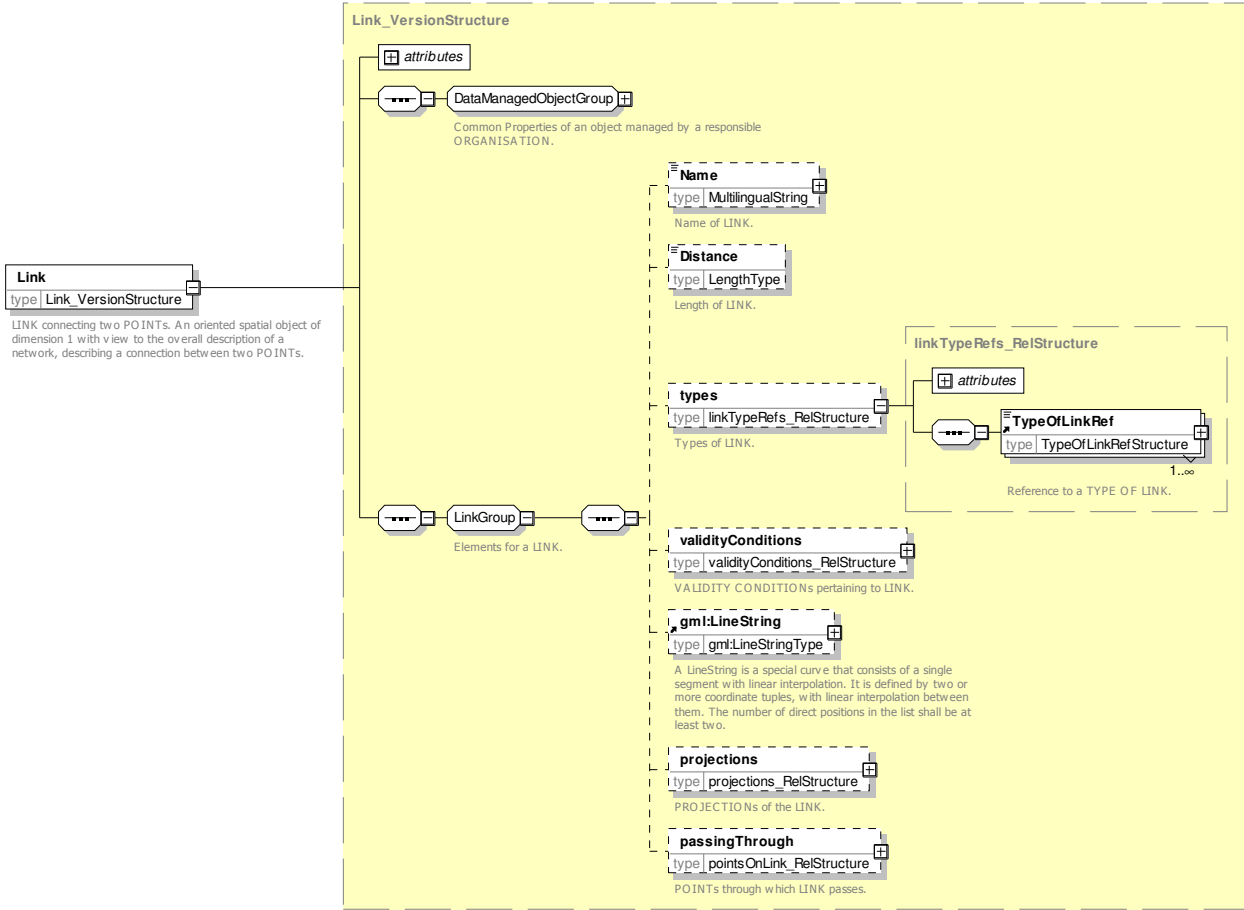 Link_VersionStructure
attributes
DataManagedObjectGroup
Common Properties of an object managed by a responsible
ORGANISATION.
Name
type MultilingualString
Name of LINK.
Distance
type LengthType
Length of LINK.
Link
type Link_VersionStructure
LINK connecting two POINTs. An oriented spatial object of
dimension 1 with view to the overall description of a
network, describing a connection between two POINTs.
linkTypeRefs_RelStructure
attributes
types
type linkTypeRefs_RelStructure
Types of LINK.
TypeOfLinkRef
type TypeOfLinkRefStructure
1..∞
Reference to a TYPE OF LINK.
LinkGroup
Elements for a LINK.
validityConditions
type validityConditions_RelStructure
VALIDITY CONDITIONs pertaining to LINK.
gml:LineString
type gml:LineStringType
A LineString is a special curve that consists of a single
segment with linear interpolation. It is defined by two or
more coordinate tuples, with linear interpolation between
them. The number of direct positions in the list shall be at
least two.
projections
type projections_RelStructure
PROJECTIONs of the LINK.
passingThrough
type pointsOnLink_RelStructure
POINTs through which LINK passes.